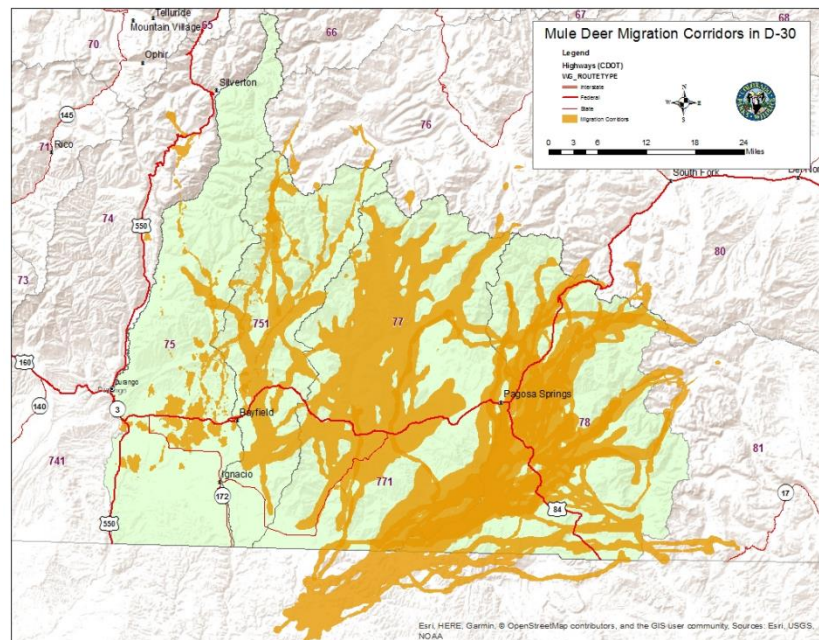 Mule Deer Migration Corridors in D-30
Legend
Highways (CDOT)
VG_ROUTETYPE
Interstate
Federal
State
Migration Corridors
N
W
E
S
0 3 6 12 18 24
Miles
Telluride
Mountain Village
65
67
68
70
66
Ophir
Silverton
145
76
71
Rico
South Fork
74
550
80
73
77
75
751
160
Durango
140
3
Bayfield
Pagosa Springs
78
741
Ignacio
771
81
172
17
550
84
Esri, HERE, Garmin, © OpenStreetMap contributors, and the GIS user community, Sources: Esri, USGS,
NOAA